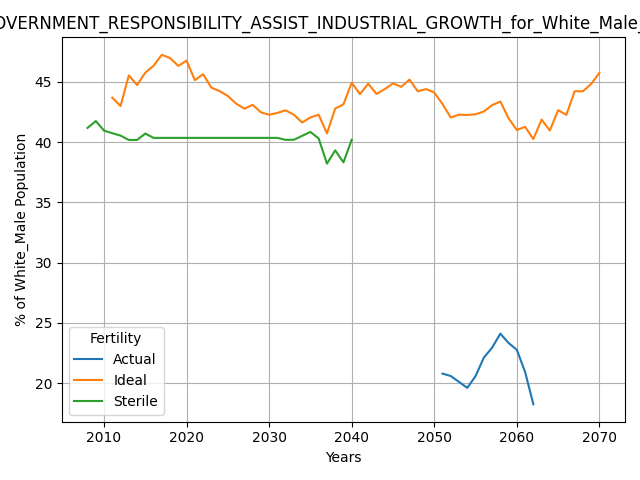 OVERNMENT_RESPONSIBILITY_ASSIST_INDUSTRIAL_GROWTH_for_White_Male_
% of White_Male Population
45
40
35
30
25
20
Fertility
Actual
Ideal
Sterile
2010 2020 2030 2040 2050 2060 2070
Years